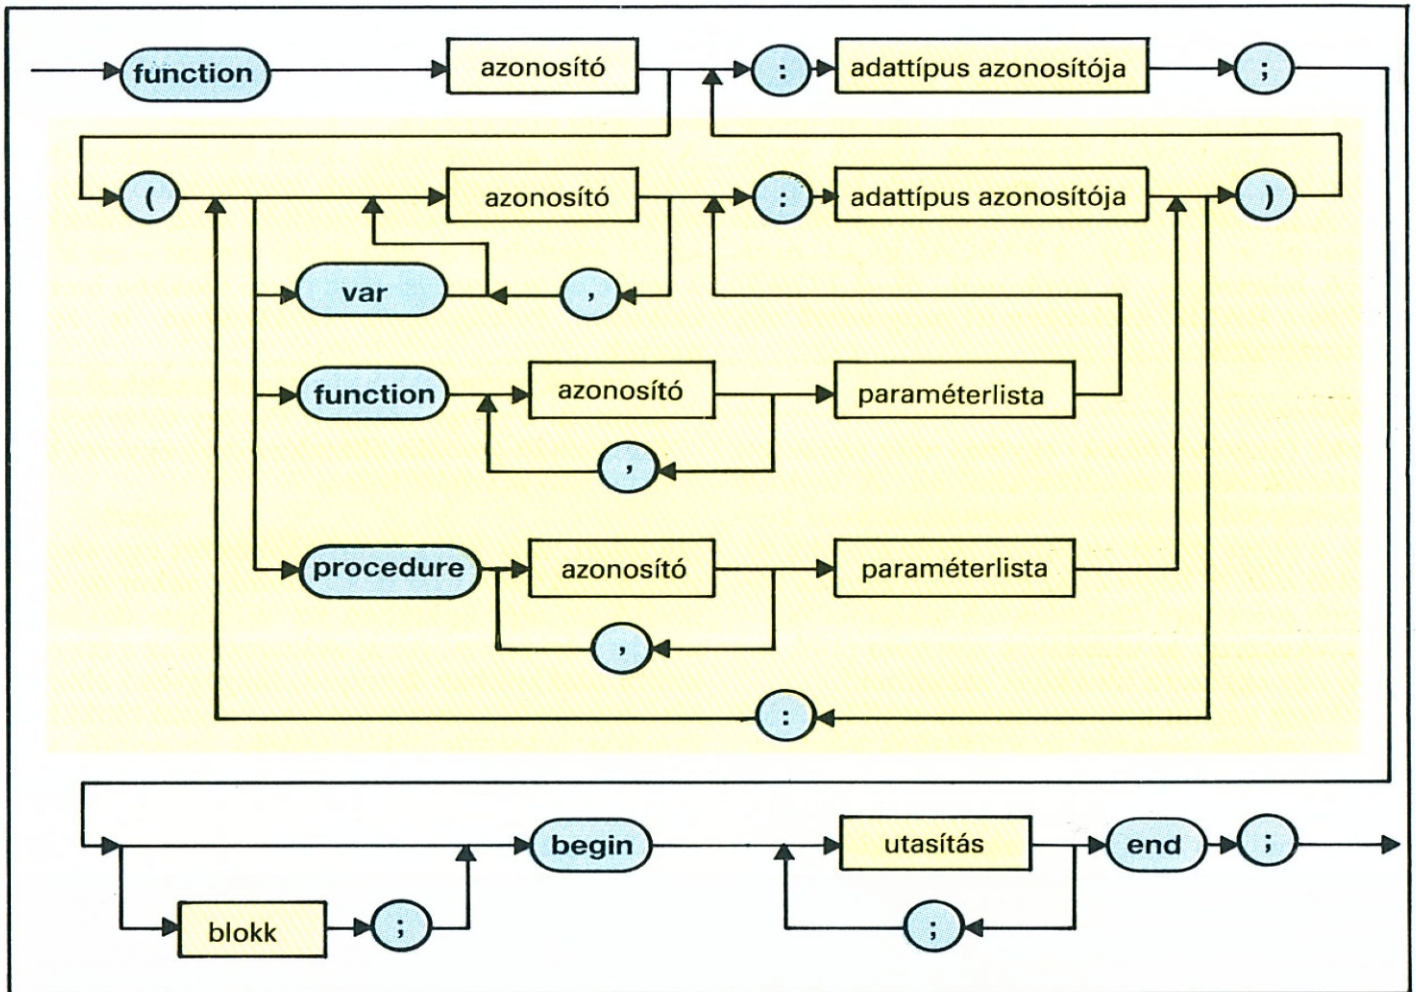 function azonosító : adattípus azonosítója ;
( azonosító : adattípus azonosítója )
var ,
function azonosító paraméterlista
,
procedure azonosító paraméterlista
,
:
begin utasítás end ;
blokk ; ;